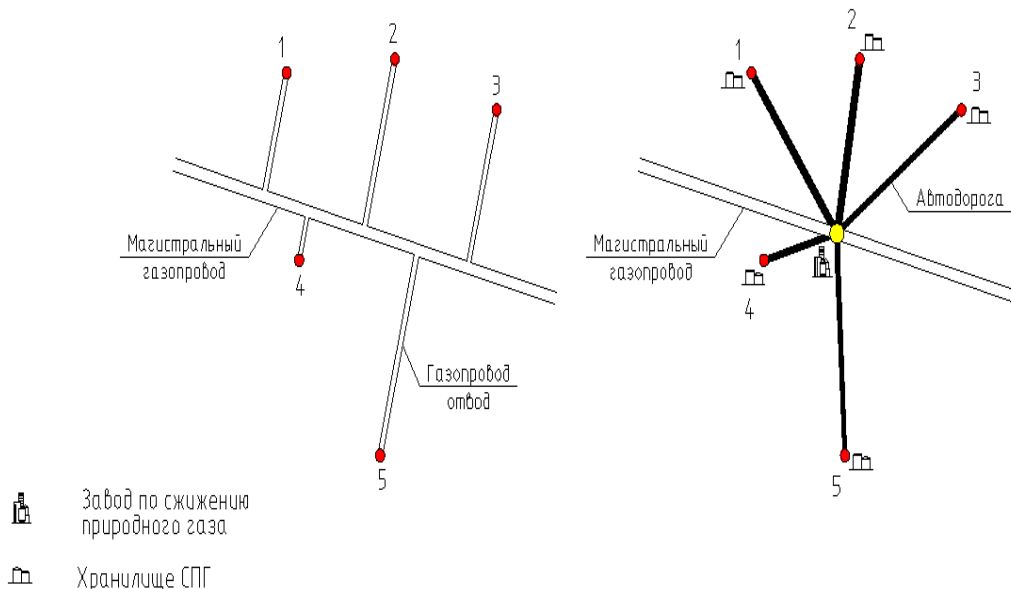 1
2
3
Магистральный
газопровод
4
Газопровод
отвод
5
1
2
3
Автодорога
Магистральный
газопровод
4
5
Завод по сжижению
природного газа
Хранилище СПГ